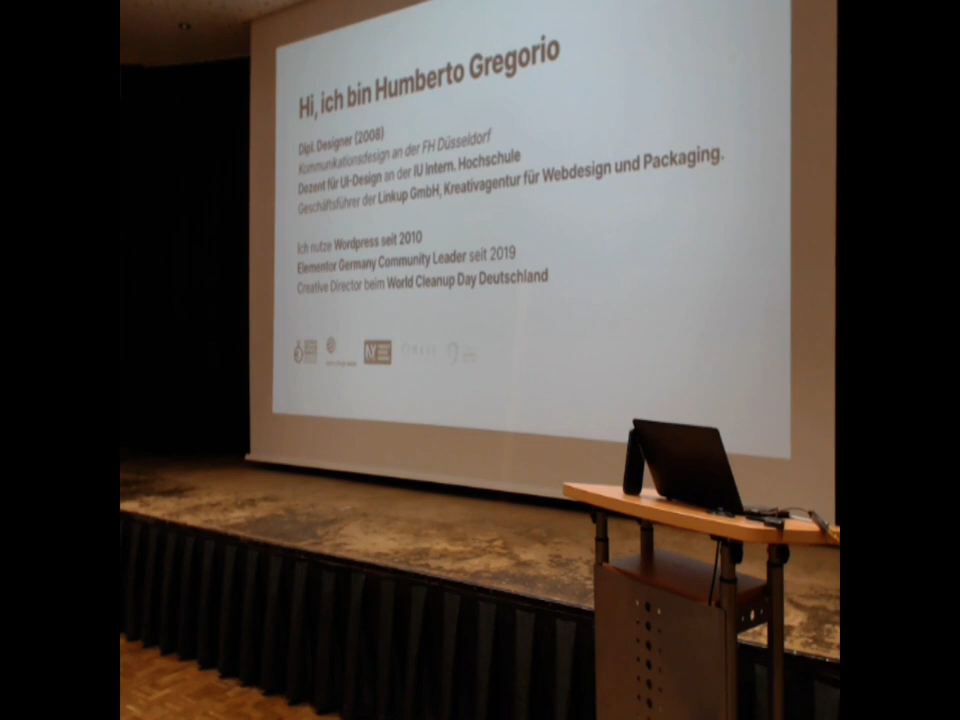 Hi, ich bin Humberto Gregorio
Dipl. Designer (2008)
Kommunikationsdesign an der FH Düsseldorf
Dezent für UI-Design an der IU Intern. Hochschule
Geschäftsführer der Linkup GmbH, Kreativagentur für Webdesign und Packaging.
Ich nutze Wordpress seit 2010
Elementor Germany Community Leader seit 2019
Creative Director beim World Cleanup Day Deutschland